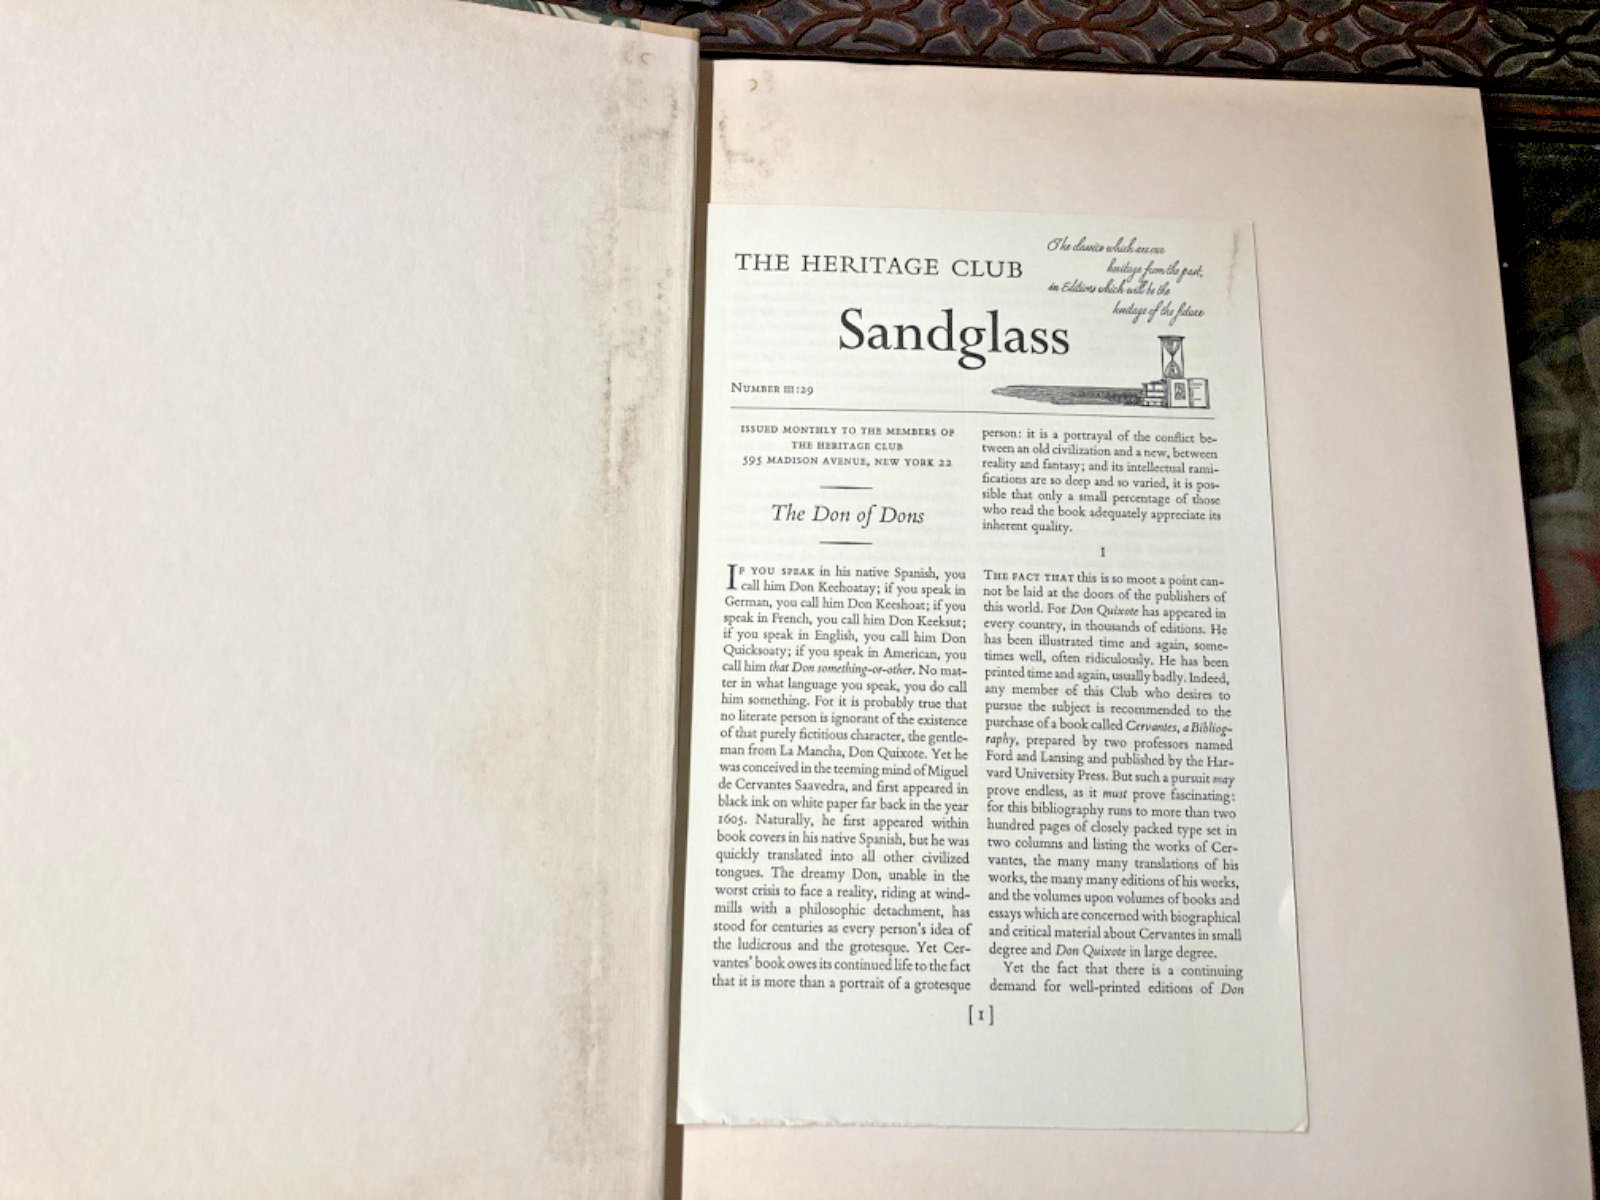 THE HERITAGE CLUB
The classics which are our
heritage from the past,
in Editions which will be the
heritage of the future
Sandglass
NUMBER III:29
ISSUED MONTHLY TO THE MEMBERS OF
THE HERITAGE CLUB
595 MADISON AVENUE, NEW YORK 22
The Don of Dons
IF YOU SPEAK in his native Spanish, you
call him Don Keehoatay; if you speak in
German, you call him Don Keeshoat; if you
speak in French, you call him Don Keeksut;
if you speak in English, you call him Don
Quicksoaty; if you speak in American, you
call him that Don something-or-other. No mat-
ter in what language you speak, you do call
him something. For it is probably true that
no literate person is ignorant of the existence
of that purely fictitious character, the gentle-
man from La Mancha, Don Quixote. Yet he
was conceived in the teeming mind of Miguel
de Cervantes Saavedra, and first appeared in
black ink on white paper far back in the year
1605. Naturally, he first appeared within
book covers in his native Spanish, but he was
quickly translated into all other civilized
tongues. The dreamy Don, unable in the
worst crisis to face a reality, riding at wind-
mills with a philosophic detachment, has
stood for centuries as every person's idea of
the ludicrous and the grotesque. Yet Cer-
vantes' book owes its continued life to the fact
that it is more than a portrait of a grotesque
person: it is a portrayal of the conflict be-
tween an old civilization and a new, between
reality and fantasy; and its intellectual rami-
fications are so deep and so varied, it is pos-
sible that only a small percentage of those
who read the book adequately appreciate its
inherent quality.
I
THE FACT THAT this is so moot a point can-
not be laid at the doors of the publishers of
this world. For Don Quixote has appeared in
every country, in thousands of editions. He
has been illustrated time and again, some-
times well, often ridiculously. He has been
printed time and again, usually badly. Indeed,
any member of this Club who desires to
pursue the subject is recommended to the
purchase of a book called Cervantes, a Bibliog-
raphy, prepared by two professors named
Ford and Lansing and published by the Har-
vard University Press. But such a pursuit may
prove endless, as it must prove fascinating:
for this bibliography runs to more than two
hundred pages of closely packed type set in
two columns and listing the works of Cer-
vantes, the many many translations of his
works, the many many editions of his works,
and the volumes upon volumes of books and
essays which are concerned with biographical
and critical material about Cervantes in small
degree and Don Quixote in large degree.
Yet the fact that there is a continuing
demand for well-printed editions of Don
[1]